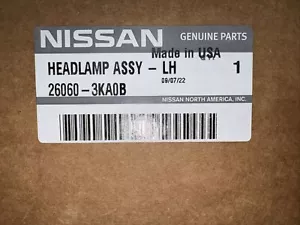 NISSAN GENUINE PARTS
Made in USA
HEADLAMP ASSY - LH 1
09/07/22
26060-3KA0B
NISSAN NORTH AMERICA, INC.